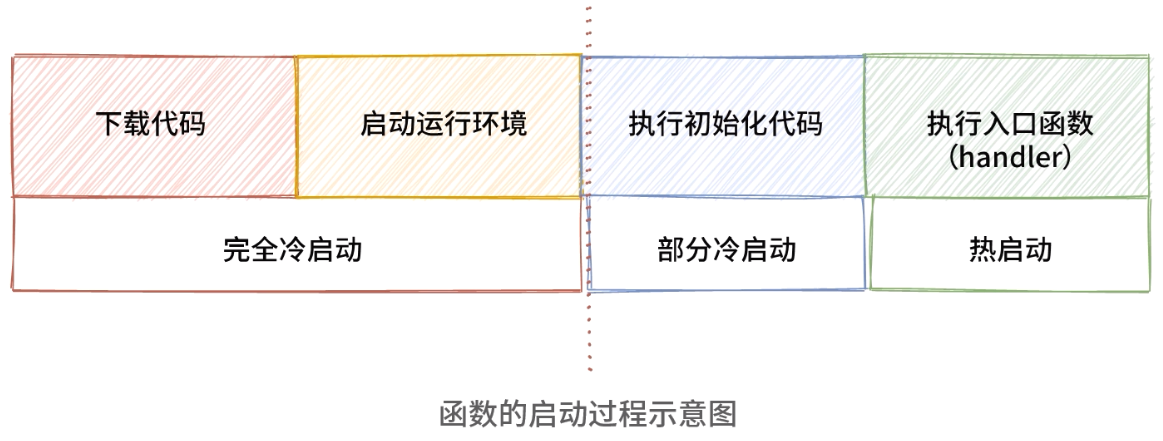 下载代码
启动运行环境
执行初始化代码
执行入口函数
（handler）
完全冷启动
部分冷启动
热启动
函数的启动过程示意图